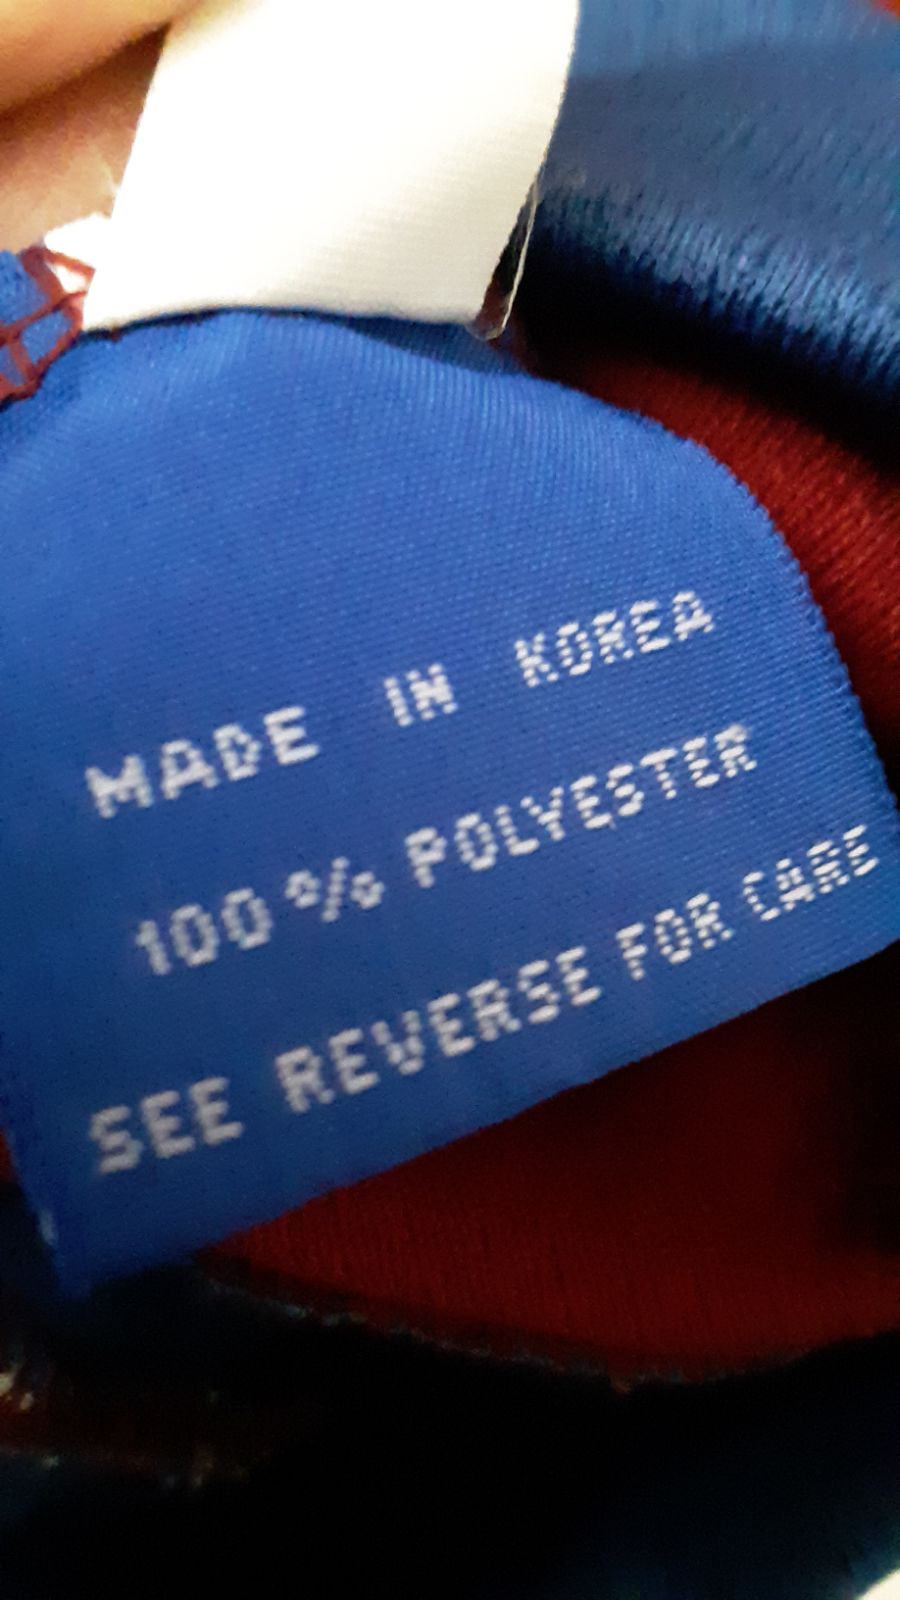 MADE IN KOREA
100% POLYESTER
SEE REVERSE FOR CARE